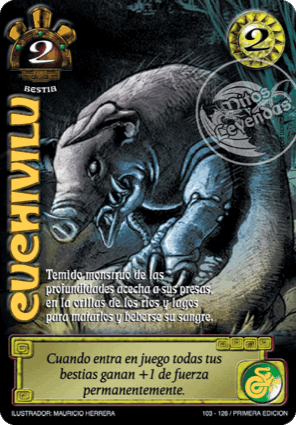 2
BESTIA
2
Mitos y Leyendas
CUCHIVILU
Temido monstruo de las
profundidades acecha a sus presas,
en la orillas de los rios y lagos
para matarlos y beberse su sangre.
Cuando entra en juego todas tus
bestias ganan +1 de fuerza
permanentemente.
ILUSTRADOR: MAURICIO HERRERA
103 - 126 / PRIMERA EDICION